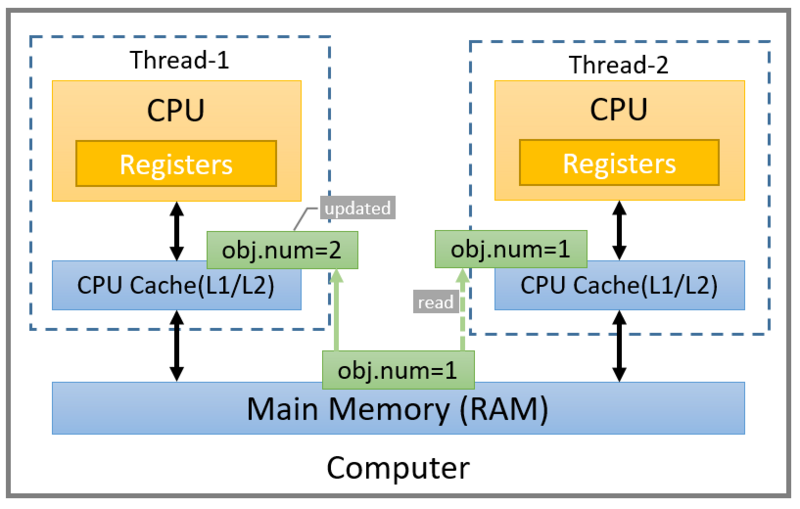 Thread-1
CPU
Registers
updated
obj.num=2
CPU Cache(L1/L2)
Thread-2
CPU
Registers
obj.num=1
CPU Cache(L1/L2)
read
obj.num=1
Main Memory (RAM)
Computer